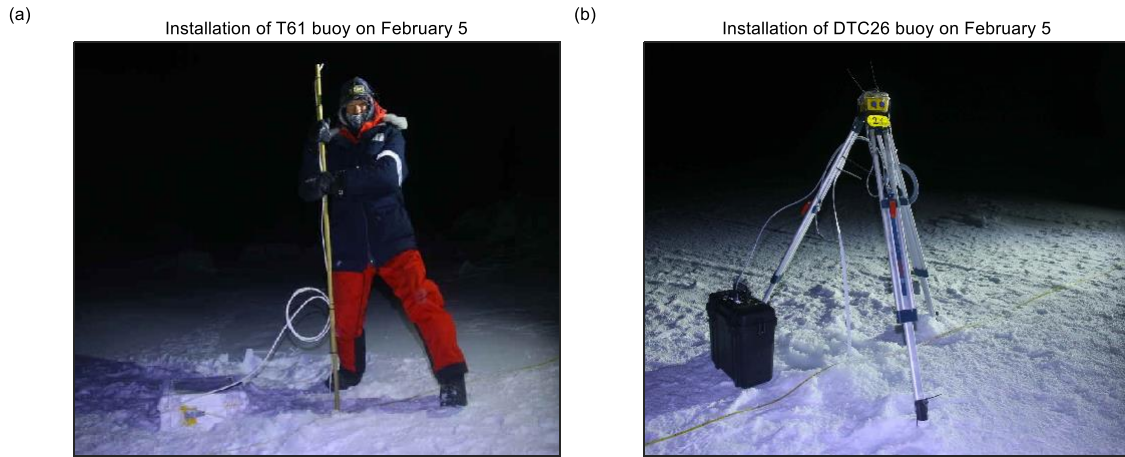 (a)
Installation of T61 buoy on February 5
(b)
Installation of DTC26 buoy on February 5